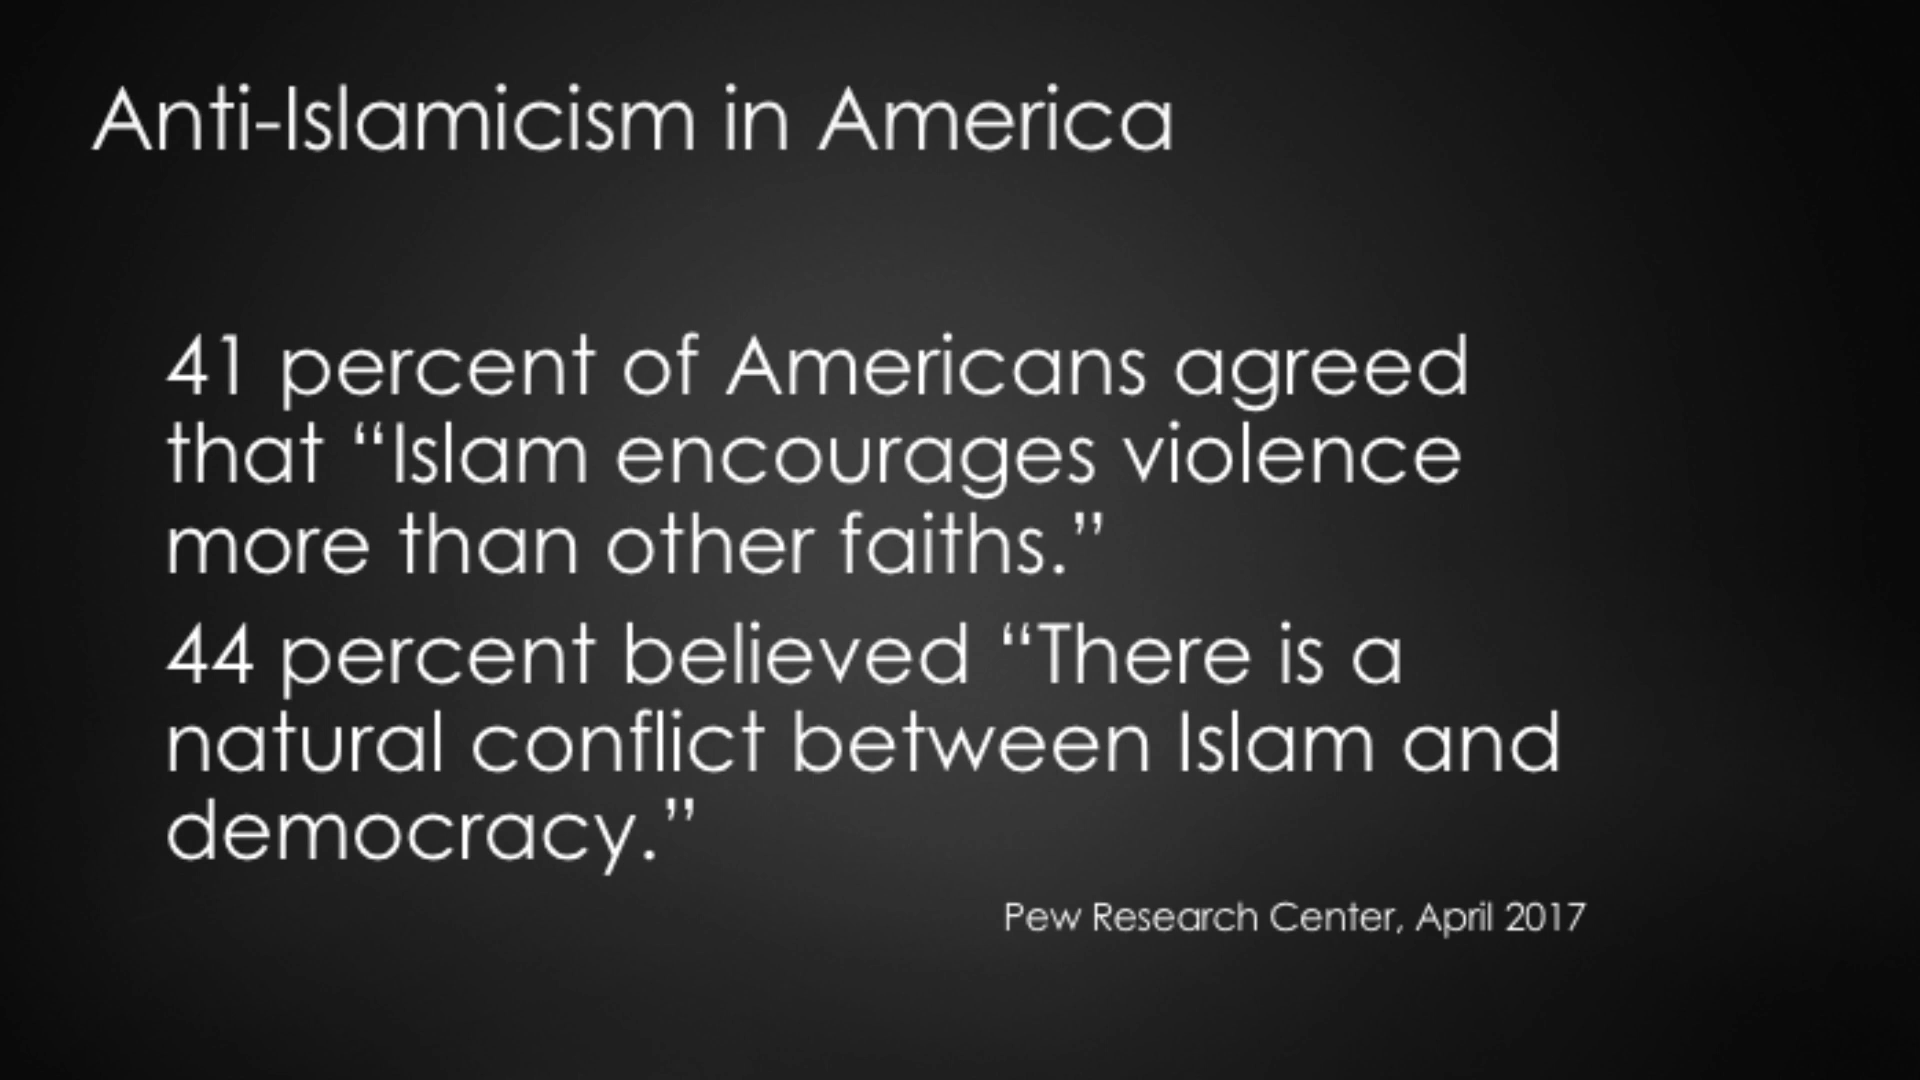 Anti-Islamicism in America
41 percent of Americans agreed
that “Islam encourages violence
more than other faiths.”
44 percent believed “There is a
natural conflict between Islam and
democracy.”
Pew Research Center, April 2017